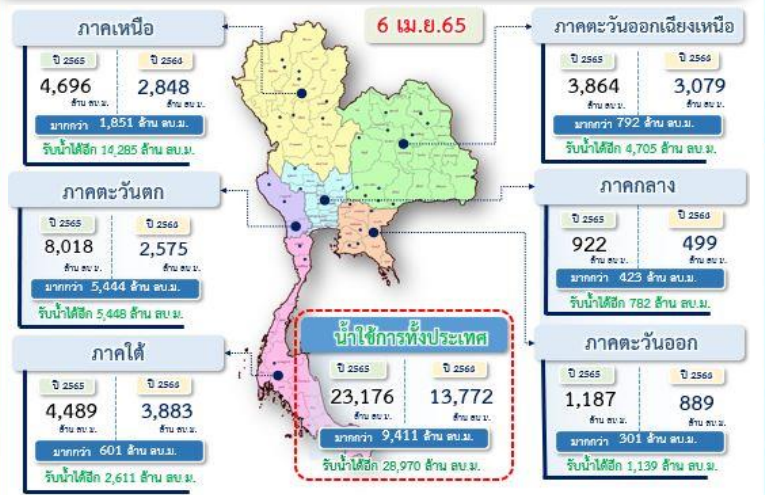 6 เม.ย.65
ภาคเหนือ
ปี 2565 ปี 2564
4,696 2,848
ล้าน ลบ.ม. ล้าน ลบ.ม.
มากกว่า 1,851 ล้าน ลบ.ม.
รับน้ำได้อีก 14,285 ล้าน ลบ.ม.
ภาคตะวันออกเฉียงเหนือ
ปี 2565 ปี 2564
3,864 3,079
ล้าน ลบ.ม. ล้าน ลบ.ม.
มากกว่า 792 ล้าน ลบ.ม.
รับน้ำได้อีก 4,705 ล้าน ลบ.ม.
ภาคตะวันตก
ปี 2565 ปี 2564
8,018 2,575
ล้าน ลบ.ม. ล้าน ลบ.ม.
มากกว่า 5,444 ล้าน ลบ.ม.
รับน้ำได้อีก 5,448 ล้าน ลบ.ม.
ภาคกลาง
ปี 2565 ปี 2564
922 499
ล้าน ลบ.ม. ล้าน ลบ.ม.
มากกว่า 423 ล้าน ลบ.ม.
รับน้ำได้อีก 782 ล้าน ลบ.ม.
ภาคใต้
ปี 2565 ปี 2564
4,489 3,883
ล้าน ลบ.ม. ล้าน ลบ.ม.
มากกว่า 601 ล้าน ลบ.ม.
รับน้ำได้อีก 2,611 ล้าน ลบ.ม.
น้ำใช้การทั้งประเทศ
ปี 2565 ปี 2564
23,176 13,772
ล้าน ลบ.ม. ล้าน ลบ.ม.
มากกว่า 9,411 ล้าน ลบ.ม.
รับน้ำได้อีก 28,970 ล้าน ลบ.ม.
ภาคตะวันออก
ปี 2565 ปี 2564
1,187 889
ล้าน ลบ.ม. ล้าน ลบ.ม.
มากกว่า 301 ล้าน ลบ.ม.
รับน้ำได้อีก 1,139 ล้าน ลบ.ม.